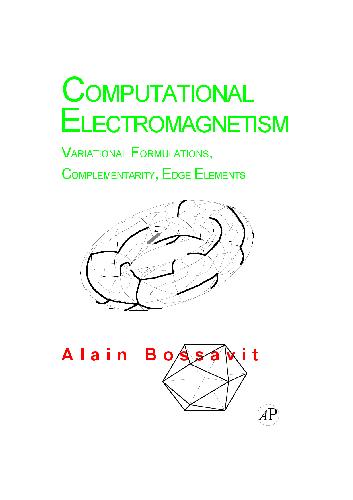 COMPUTATIONAL
ELECTROMAGNETISM
VARIATIONAL FORMULATIONS,
COMPLEMENTARITY, EDGE ELEMENTS
Alain Bossavit
AP